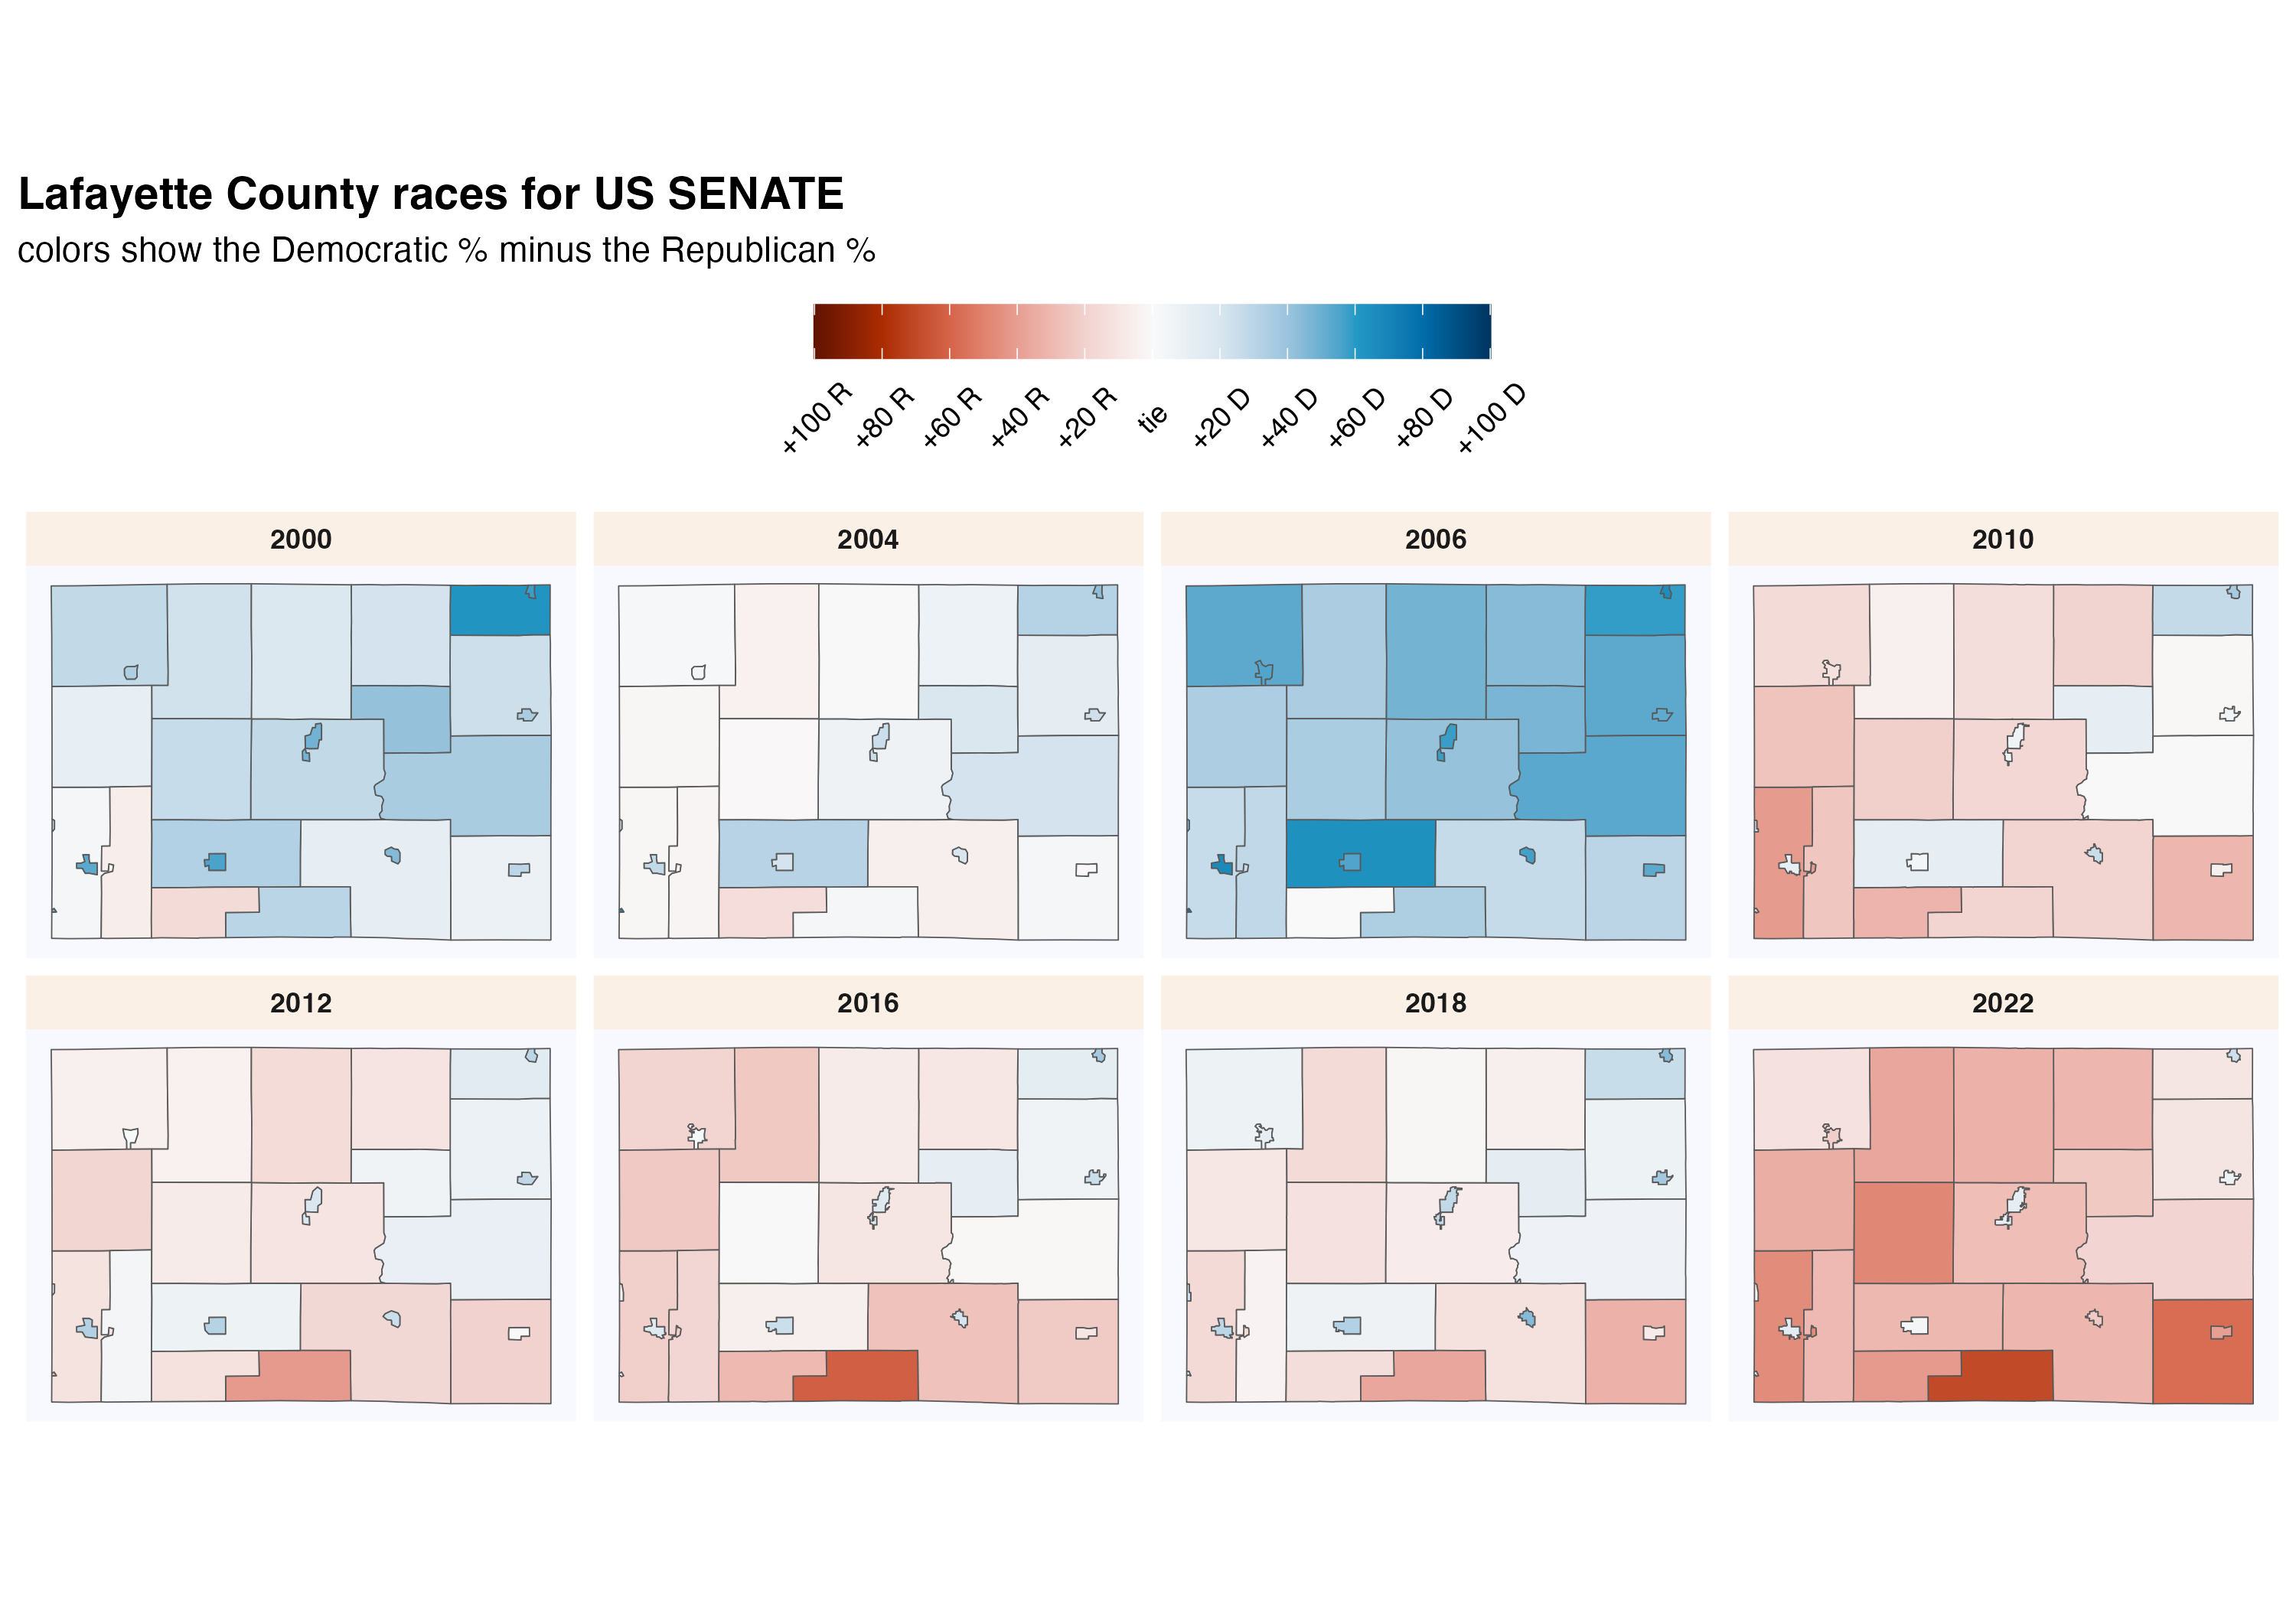 Lafayette County races for US SENATE
colors show the Democratic % minus the Republican %
+100 R +80 R +60 R +40 R +20 R tie +20 D +40 D +60 D +80 D +100 D
2000 2004 2006 2010
2012 2016 2018 2022